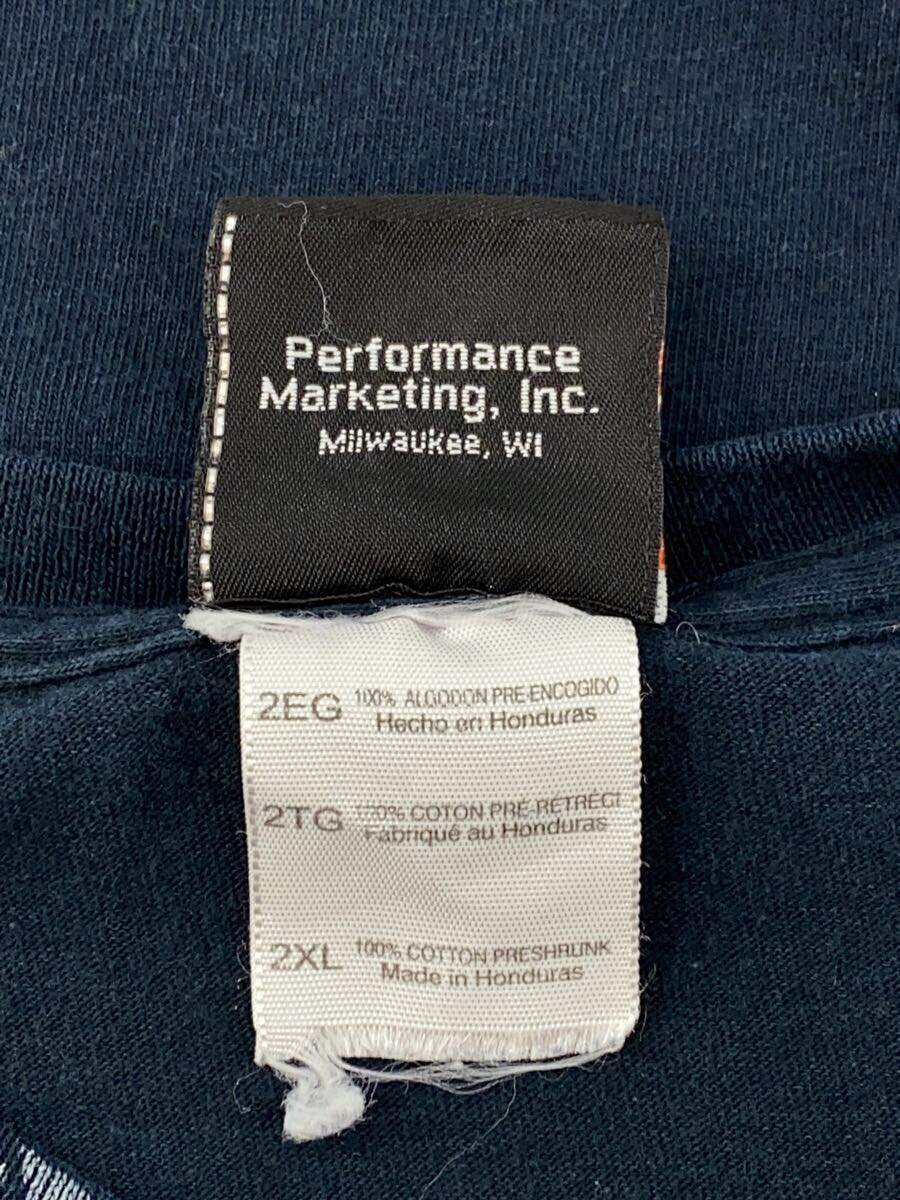 Performance
Marketing, Inc.
Milwaukee, WI
2EG 100% ALGODON PRE-ENCOGIDO
Hecho en Honduras
2TG 100% COTON PRÉ-RETRÉCI
Fabriqué au Honduras
2XL 100% COTTON PRESHRUNK
Made in Honduras